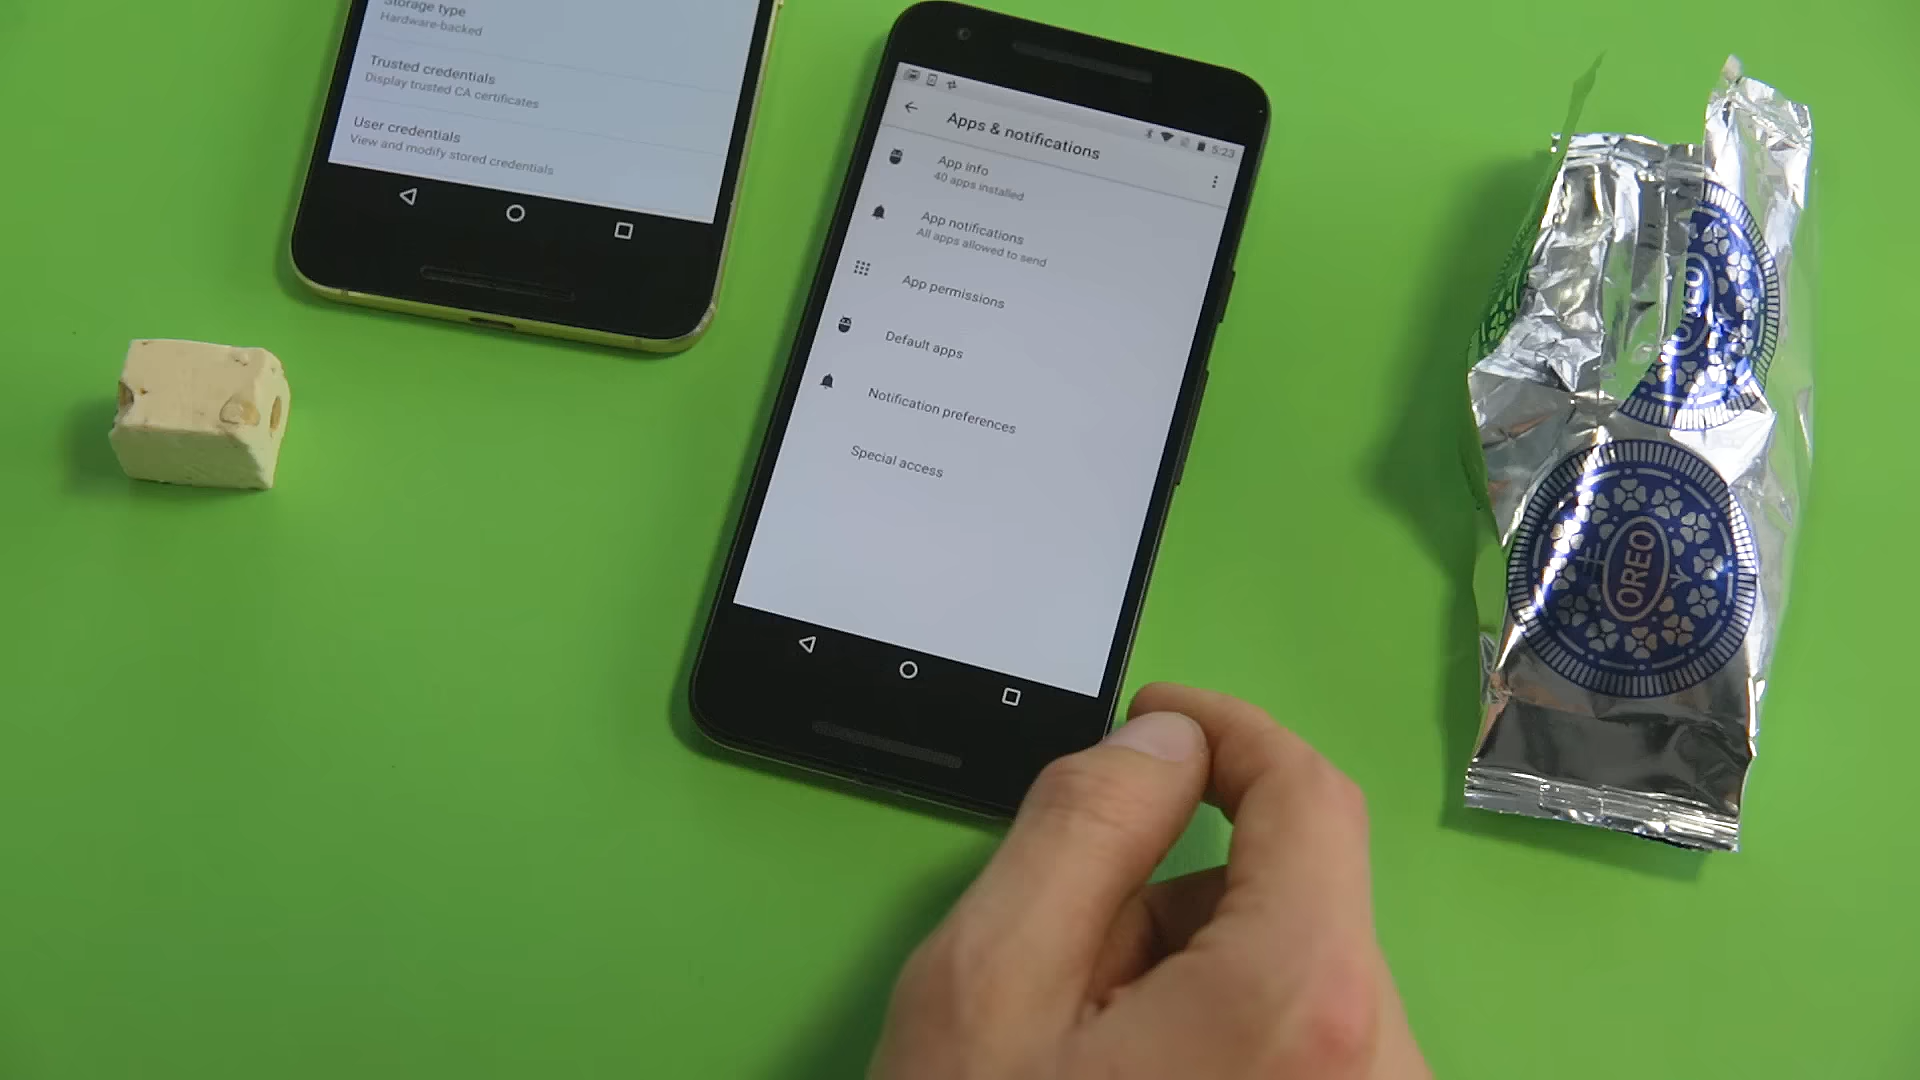 Storage type
Hardware-backed
Trusted credentials
Display trusted CA certificates
User credentials
View and modify stored credentials
5:23
Apps & notifications
App info
40 apps installed
App notifications
All apps allowed to send
App permissions
Default apps
Notification preferences
Special access
OREO
OREO